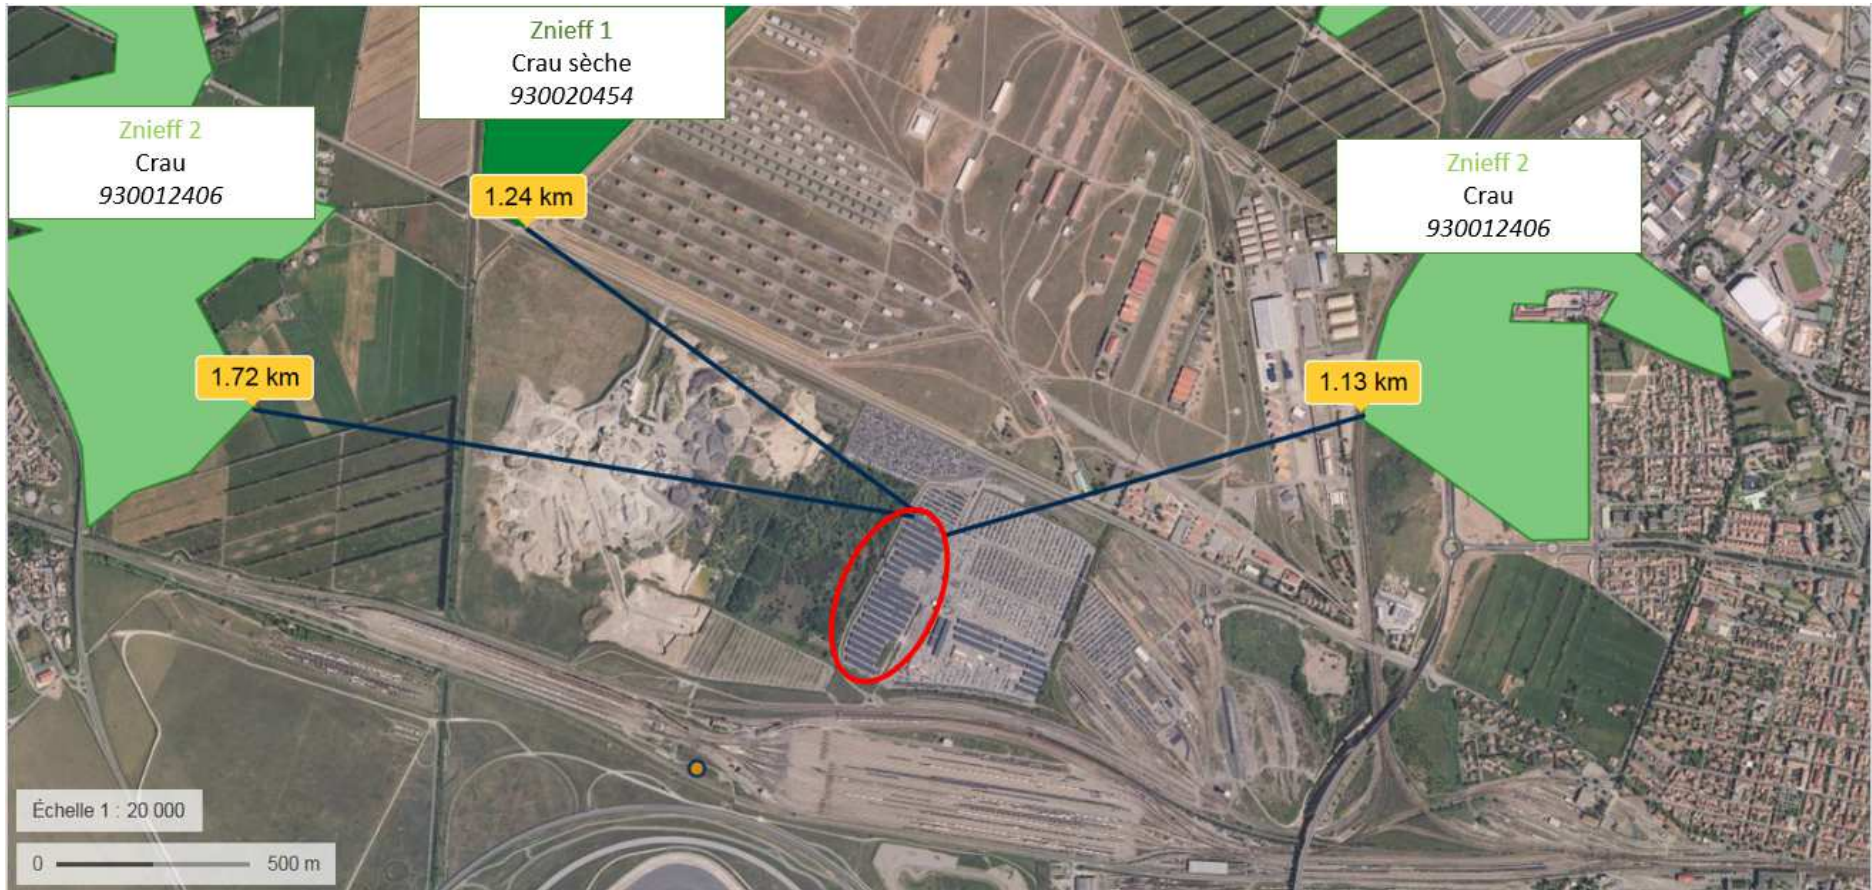 Znieff 1
Crau sèche
930020454
Znieff 2
Crau
930012406
Znieff 2
Crau
930012406
1.24 km
1.72 km
1.13 km
Échelle 1 : 20 000
0 500 m